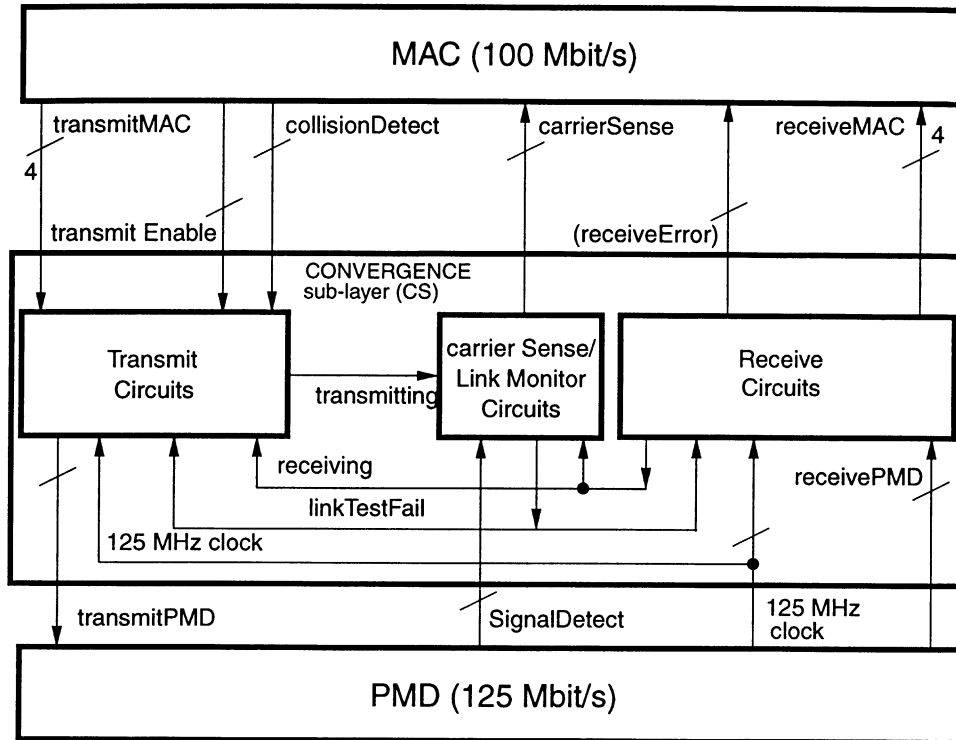 MAC (100 Mbit/s)
transmitMAC
collisionDetect
carrierSense
receiveMAC
4
4
transmit Enable
(receiveError)
CONVERGENCE
sub-layer (CS)
Transmit
Circuits
carrier Sense/
Link Monitor
Circuits
Receive
Circuits
transmitting
receiving
receivePMD
linkTestFail
125 MHz clock
transmitPMD
SignalDetect
125 MHz
clock
PMD (125 Mbit/s)